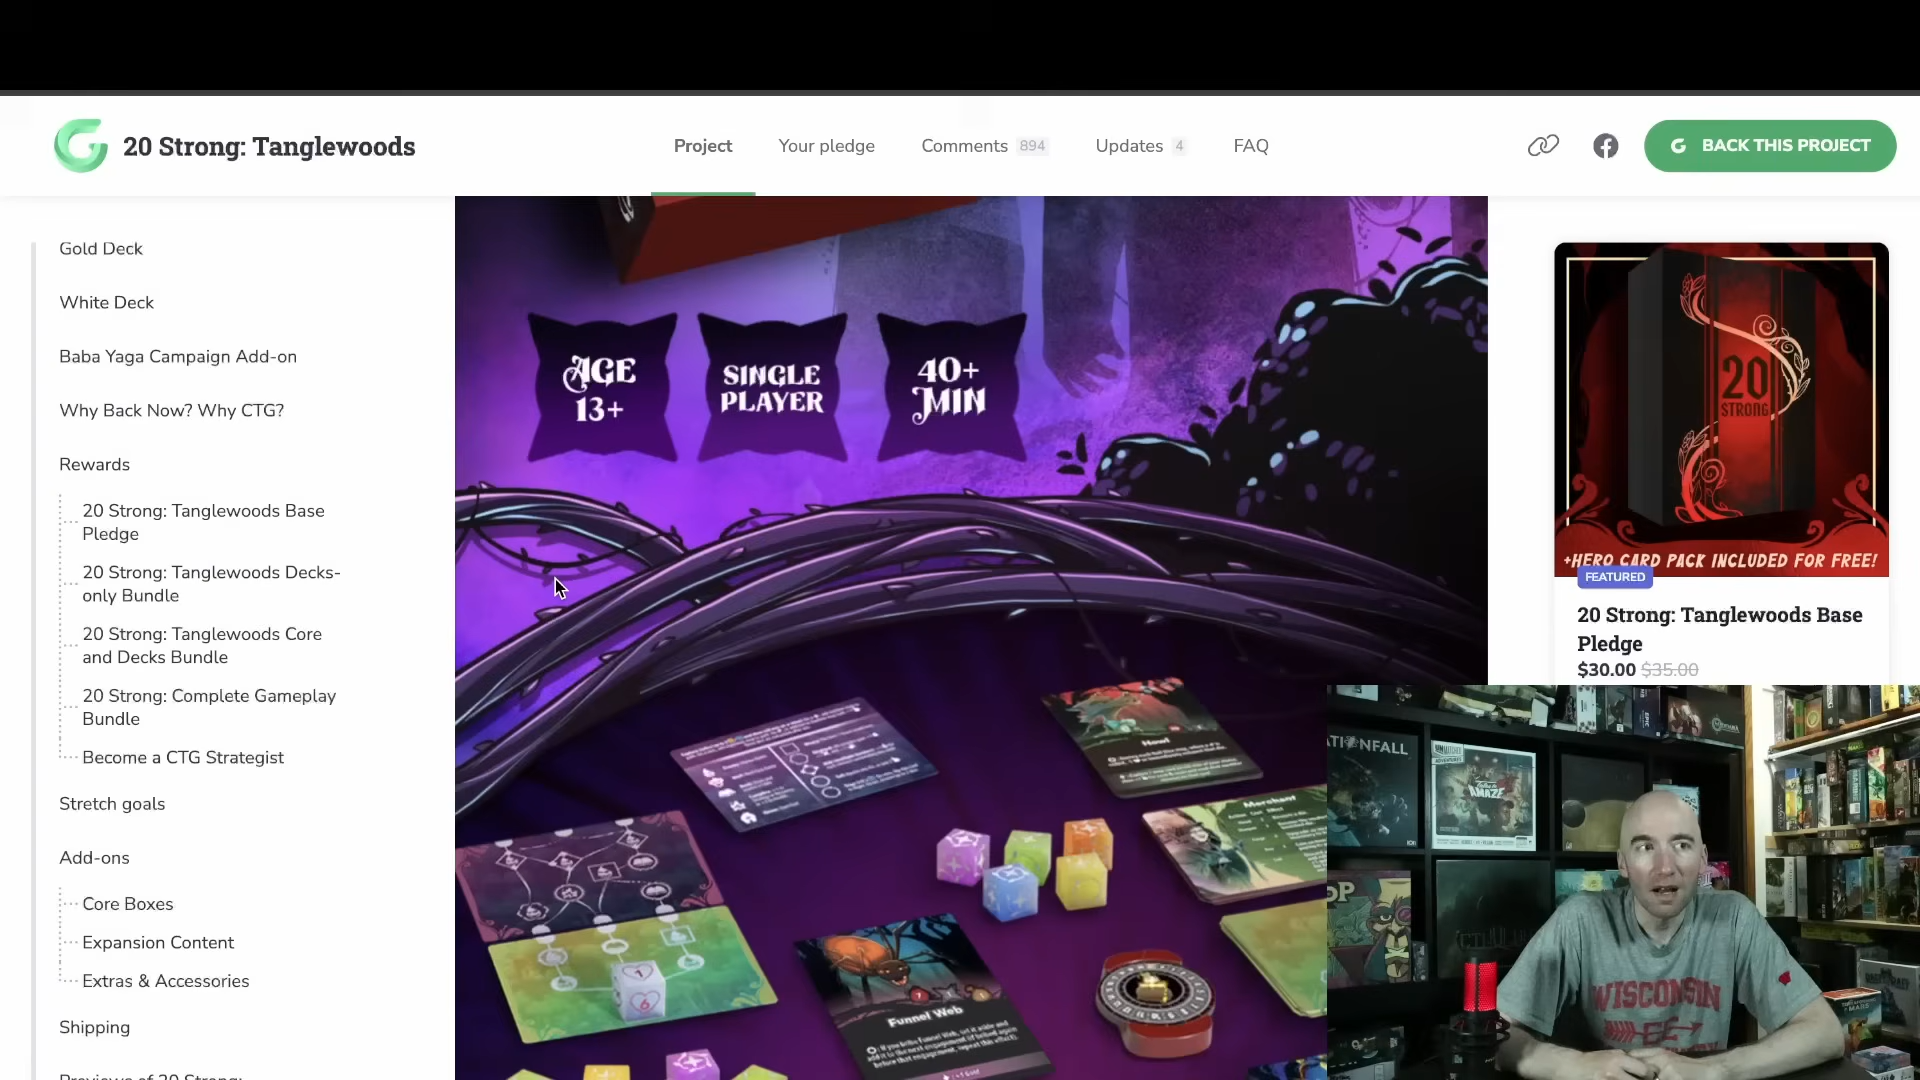 20 Strong: Tanglewoods
Project
Your pledge
Comments 894
Updates 4
FAQ
BACK THIS PROJECT
Gold Deck
White Deck
Baba Yaga Campaign Add-on
Why Back Now? Why CTG?
Rewards
20 Strong: Tanglewoods Base
Pledge
20 Strong: Tanglewoods Decks-
only Bundle
20 Strong: Tanglewoods Core
and Decks Bundle
20 Strong: Complete Gameplay
Bundle
Become a CTG Strategist
Stretch goals
Add-ons
Core Boxes
Expansion Content
Extras & Accessories
Shipping
AGE
13+
SINGLE
PLAYER
40+
MIN
Hawk
Merchant
1
6
Funnel Web
20
STRONG
+HERO CARD PACK INCLUDED FOR FREE!
FEATURED
20 Strong: Tanglewoods Base
Pledge
$30.00 $35.00
AMAZE
WISCONSIN